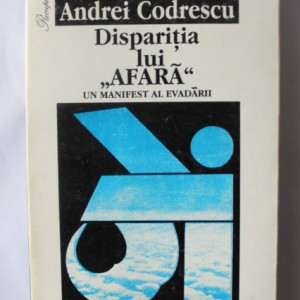 Andrei Codrescu
Dispariția
lui
„AFARĂ“
UN MANIFEST AL EVADĂRII